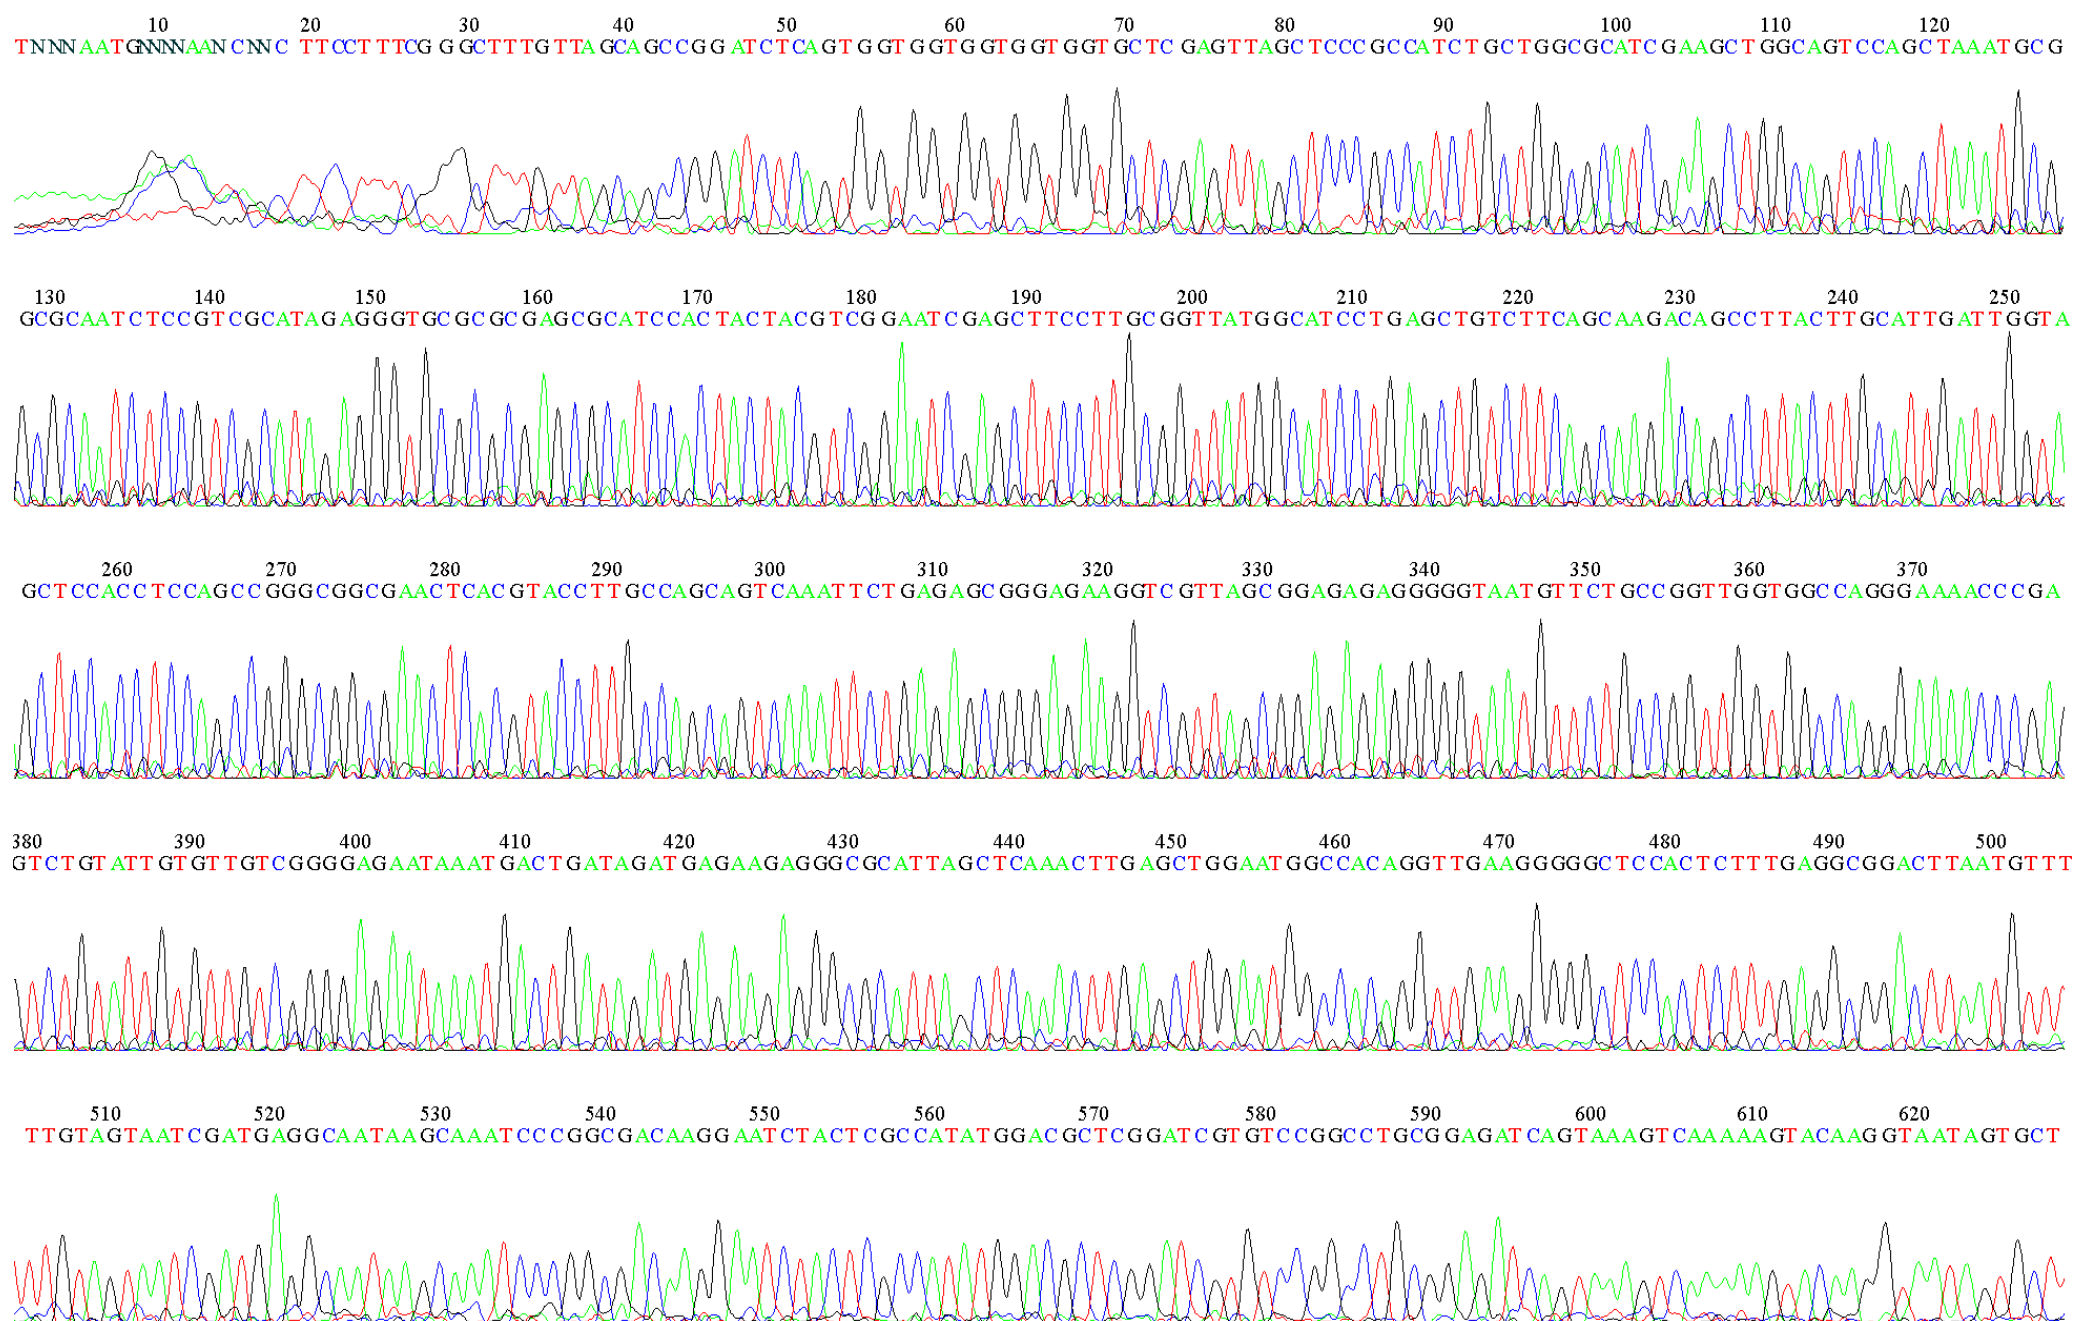 10 20 30 40 50 60 70 80 90 100 110 120
TNNNAATGNNNNAANCNNC TTCCTTTCGGGCTTTGTTAGCAGCCGGATCTCAGTGGTGGTGGTGGTGGTGCTCGAGTTAGCTCCCGCCATCTGCTGGCGCATCGAAGCTGGCAGTCCAGCTAAATGCG
130 140 150 160 170 180 190 200 210 220 230 240 250
GCGCAATCTCCGTCGCATAGAGGGTGCGCGCGAGCGCATCCACTACTACGTCGGAATCGAGCTTCCTTGCGGTTATGGCATCCTGAGCTGTCTTCAGCAAGACAGCCTTACTTGCATTGATTGGTA
260 270 280 290 300 310 320 330 340 350 360 370
GCTCCACCTCCAGCCGGGCGGCGAACTCACGTACCTTGCCAGCAGTCAAATTCTGAGAGCGGGAGAAGGTCGTTAGCGGAGAGAGGGGGTAATGTTCTGCCGGTTGGTGGCCAGGGAAAACCCGA
380 390 400 410 420 430 440 450 460 470 480 490 500
GTCTGTATTGTGTTGTCGGGGAGAATAAATGACTGATAGATGAGAAGAGGGCGCATTAGCTCAAACTTGAGCTGGAATGGCCACAGGTTGAAGGGGGCTCCACTCTTTGAGGCGGACTTAATGTTT
510 520 530 540 550 560 570 580 590 600 610 620
TTGTAGTAATCGATGAGGCAATAAGCAAATCCCGGCGACAAGGAATCTACTCGCCATATGGACGCTCGGATCGTGTCCGGCCTGCGGAGATCAGTAAAGTCAAAAAGTACAAGGTAATAGTGCT